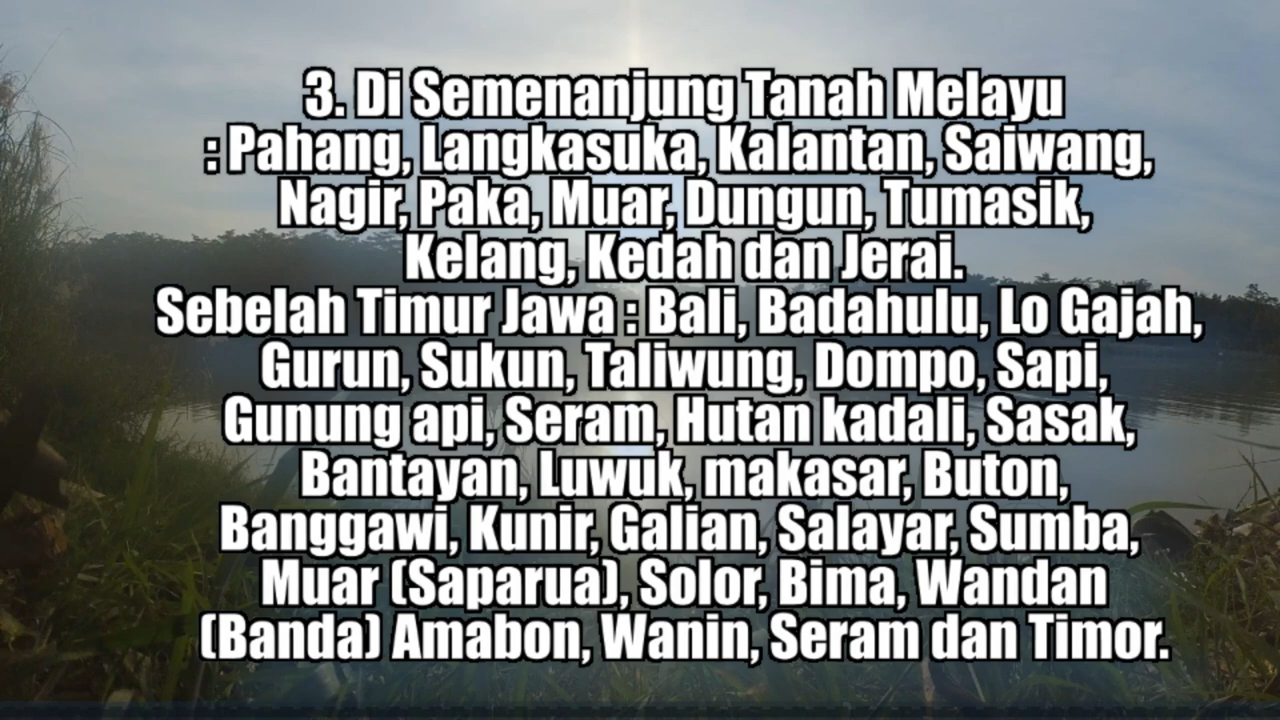 3. Di Semenanjung Tanah Melayu
: Pahang, Langkasuka, Kalantan, Saiwang,
Nagir, Paka, Muar, Dungun, Tumasik,
Kelang, Kedah dan Jerai.
Sebelah Timur Jawa : Bali, Badahulu, Lo Gajah,
Gurun, Sukun, Taliwung, Dompo, Sapi,
Gunung api, Seram, Hutan kadali, Sasak,
Bantayan, Luwuk, makasar, Buton,
Banggawi, Kunir, Galian, Salayar, Sumba,
Muar (Saparua), Solor, Bima, Wandan
(Banda) Amabon, Wanin, Seram dan Timor.